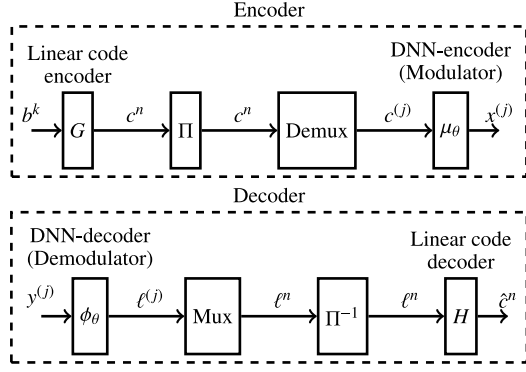 Encoder
Linear code
encoder
DNN-encoder
(Modulator)
b^k
G
c^n
Π
c^n
Demux
c^{(j)}
μ_θ
x^{(j)}
Decoder
DNN-decoder
(Demodulator)
Linear code
decoder
y^{(j)}
ϕ_θ
ℓ^{(j)}
Mux
ℓ^n
Π^{−1}
ℓ^n
H
ĉ^n